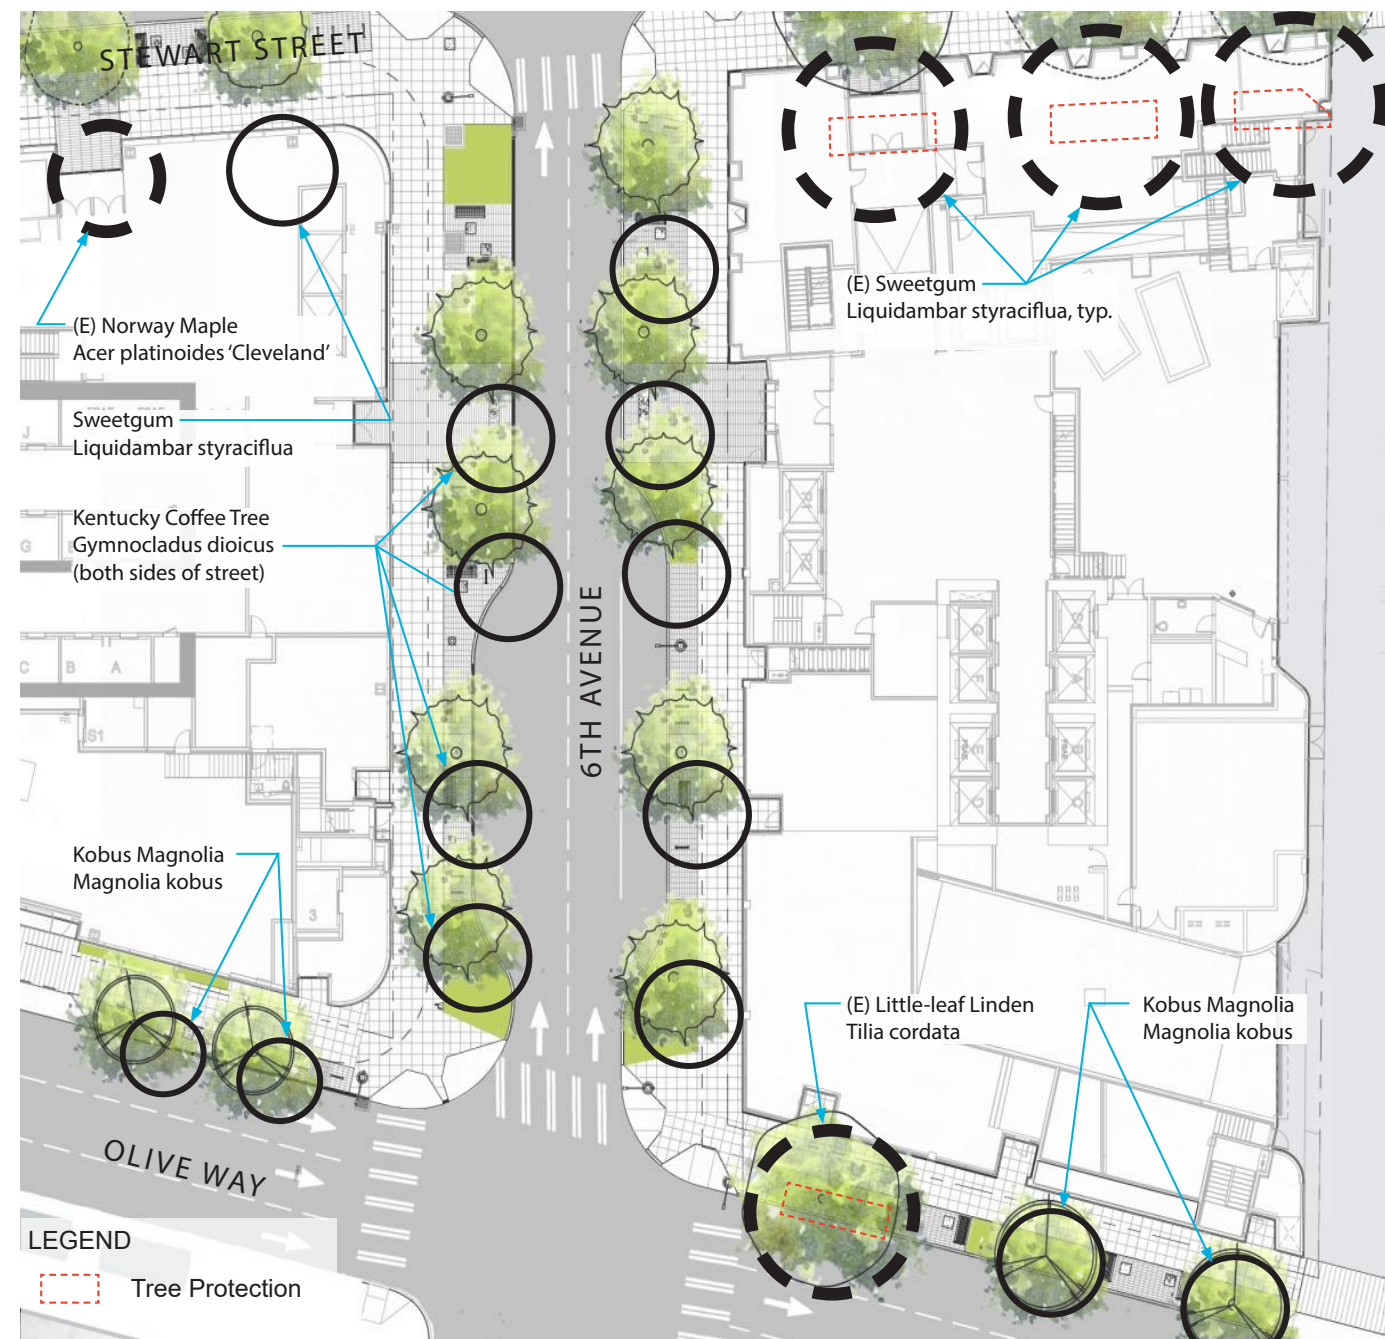 STEWART STREET
(E) Norway Maple
Acer platinoides ‘Cleveland’
Sweetgum
Liquidambar styraciflua
Kentucky Coffee Tree
Gymnocladus dioicus
(both sides of street)
(E) Sweetgum
Liquidambar styraciflua, typ.
6TH AVENUE
J
G
C
B
A
S1
3
Kobus Magnolia
Magnolia kobus
(E) Little-leaf Linden
Tilia cordata
Kobus Magnolia
Magnolia kobus
OLIVE WAY
LEGEND
Tree Protection